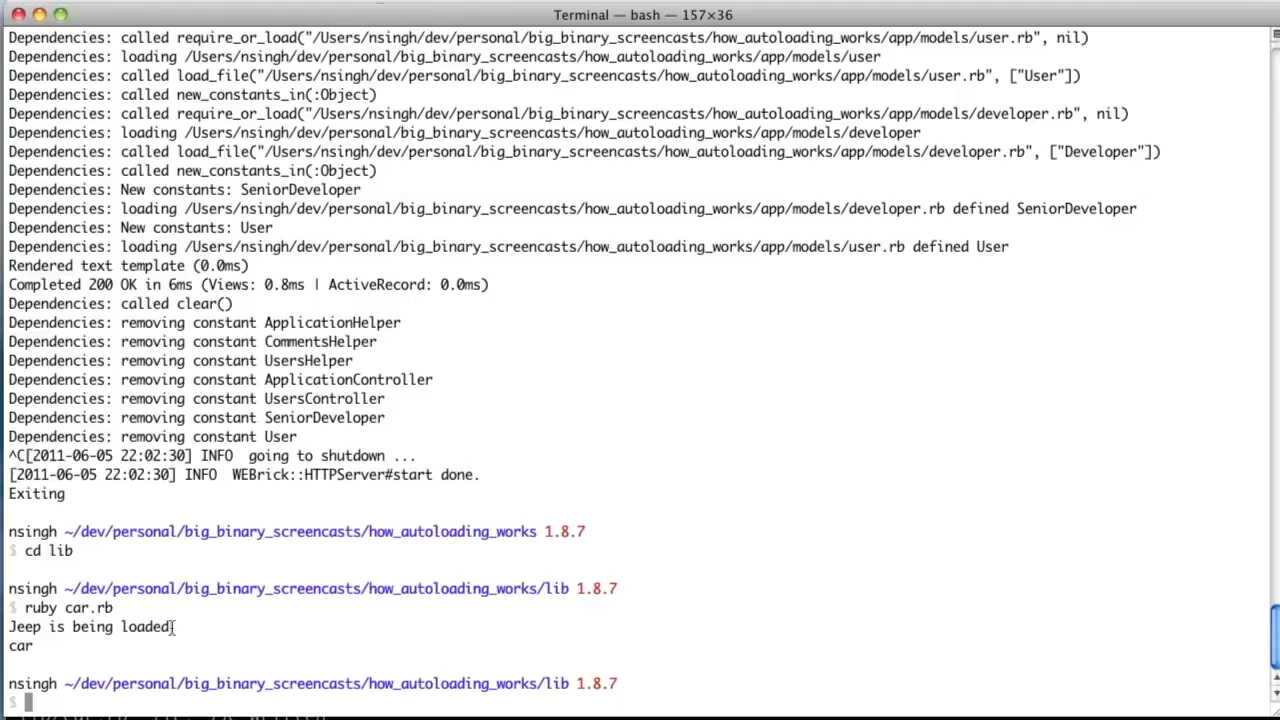 Terminal — bash — 157×36
Dependencies: called require_or_load("/Users/nsingh/dev/personal/big_binary_screencasts/how_autoloading_works/app/models/user.rb", nil)
Dependencies: loading /Users/nsingh/dev/personal/big_binary_screencasts/how_autoloading_works/app/models/user
Dependencies: called load_file("/Users/nsingh/dev/personal/big_binary_screencasts/how_autoloading_works/app/models/user.rb", ["User"])
Dependencies: called new_constants_in(:Object)
Dependencies: called require_or_load("/Users/nsingh/dev/personal/big_binary_screencasts/how_autoloading_works/app/models/developer.rb", nil)
Dependencies: loading /Users/nsingh/dev/personal/big_binary_screencasts/how_autoloading_works/app/models/developer
Dependencies: called load_file("/Users/nsingh/dev/personal/big_binary_screencasts/how_autoloading_works/app/models/developer.rb", ["Developer"])
Dependencies: called new_constants_in(:Object)
Dependencies: New constants: SeniorDeveloper
Dependencies: loading /Users/nsingh/dev/personal/big_binary_screencasts/how_autoloading_works/app/models/developer.rb defined SeniorDeveloper
Dependencies: New constants: User
Dependencies: loading /Users/nsingh/dev/personal/big_binary_screencasts/how_autoloading_works/app/models/user.rb defined User
Rendered text template (0.0ms)
Completed 200 OK in 6ms (Views: 0.8ms | ActiveRecord: 0.0ms)
Dependencies: called clear()
Dependencies: removing constant ApplicationHelper
Dependencies: removing constant CommentsHelper
Dependencies: removing constant UsersHelper
Dependencies: removing constant ApplicationController
Dependencies: removing constant UsersController
Dependencies: removing constant SeniorDeveloper
Dependencies: removing constant User
^C[2011-06-05 22:02:30] INFO  going to shutdown ...
[2011-06-05 22:02:30] INFO  WEBrick::HTTPServer#start done.
Exiting
nsingh ~/dev/personal/big_binary_screencasts/how_autoloading_works 1.8.7
$ cd lib
nsingh ~/dev/personal/big_binary_screencasts/how_autoloading_works/lib 1.8.7
$ ruby car.rb
Jeep is being loaded
car
nsingh ~/dev/personal/big_binary_screencasts/how_autoloading_works/lib 1.8.7
$